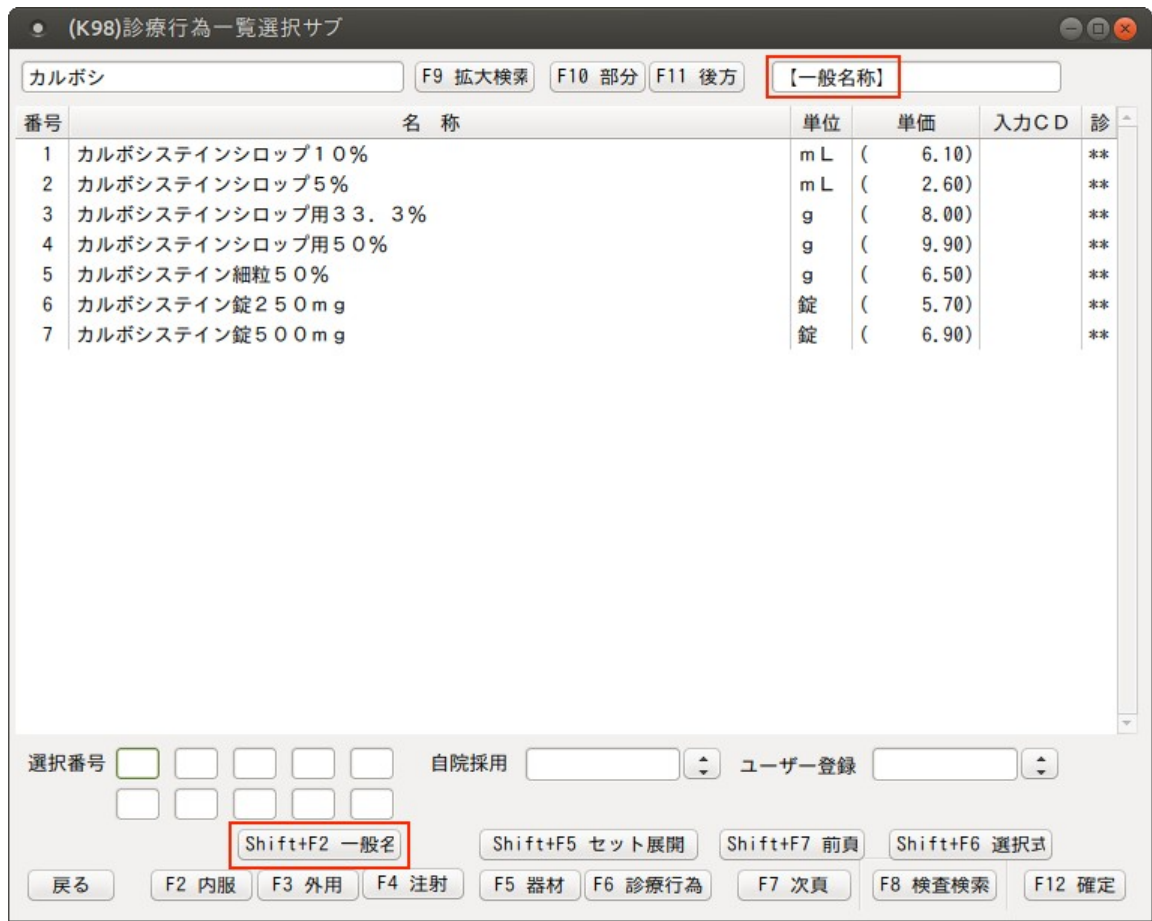 (K98)診療行為一覧選択サブ
カルボシ F9 拡大検索 F10 部分 F11 後方 【一般名称】
番号 名 称 単位 単価 入力CD 診
1 カルボシステインシロップ10% mL ( 6.10) **
2 カルボシステインシロップ5% mL ( 2.60) **
3 カルボシステインシロップ用33.3% g ( 8.00) **
4 カルボシステインシロップ用50% g ( 9.90) **
5 カルボシステイン細粒50% g ( 6.50) **
6 カルボシステイン錠250mg 錠 ( 5.70) **
7 カルボシステイン錠500mg 錠 ( 6.90) **
選択番号 自院採用 ユーザー登録
Shift+F2 一般名 Shift+F5 セット展開 Shift+F7 前頁 Shift+F6 選択式
戻る F2 内服 F3 外用 F4 注射 F5 器材 F6 診療行為 F7 次頁 F8 検査検索 F12 確定